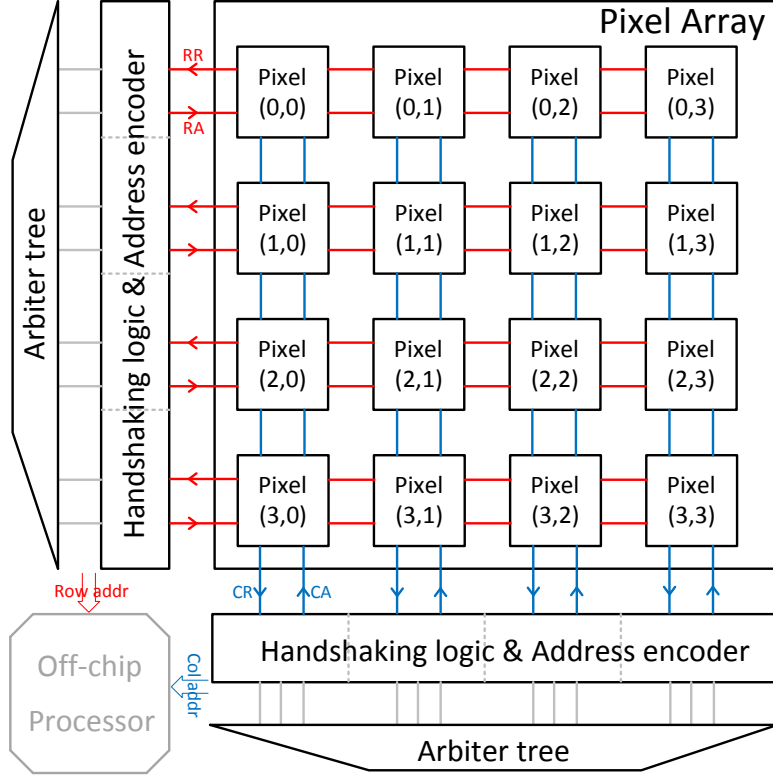 Pixel Array
Arbiter tree
Handshaking logic & Address encoder
RR
RA
Pixel
(0,0)
Pixel
(0,1)
Pixel
(0,2)
Pixel
(0,3)
Pixel
(1,0)
Pixel
(1,1)
Pixel
(1,2)
Pixel
(1,3)
Pixel
(2,0)
Pixel
(2,1)
Pixel
(2,2)
Pixel
(2,3)
Pixel
(3,0)
Pixel
(3,1)
Pixel
(3,2)
Pixel
(3,3)
Row addr
CR
CA
Off-chip
Processor
Col addr
Handshaking logic & Address encoder
Arbiter tree